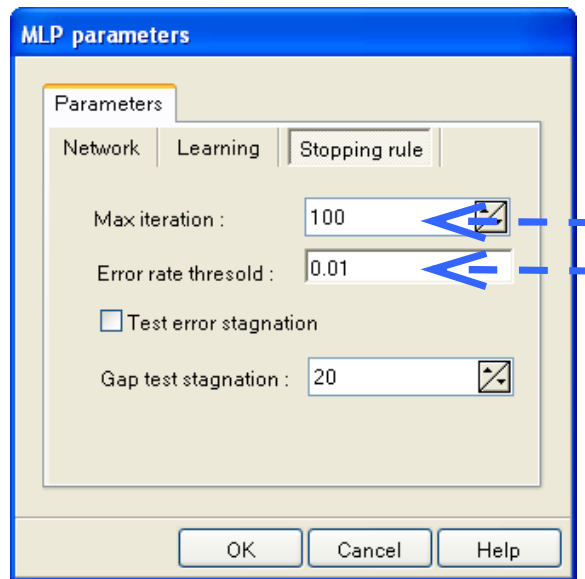 MLP parameters
Parameters
Network Learning Stopping rule
Max iteration : 100
Error rate thresold : 0.01
Test error stagnation
Gap test stagnation : 20
OK Cancel Help